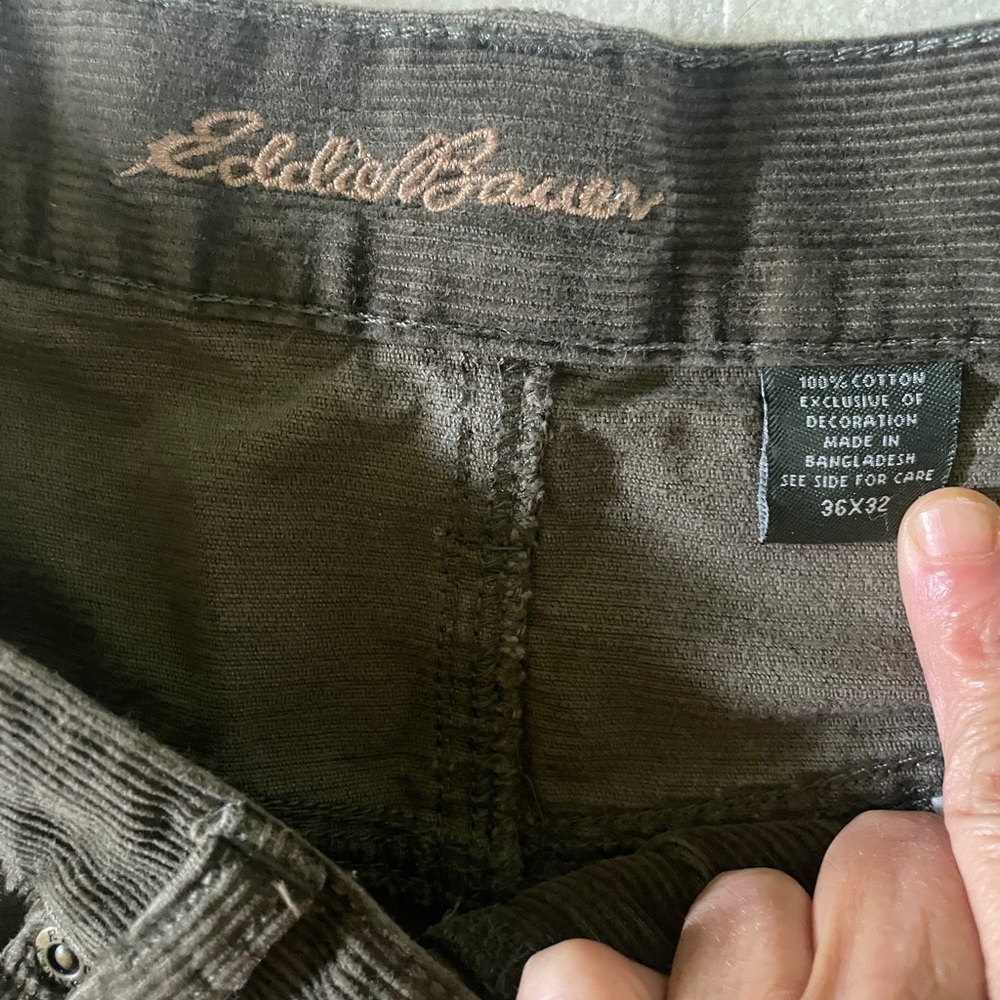 Eddie Bauer
100% COTTON
EXCLUSIVE OF
DECORATION
MADE IN
BANGLADESH
SEE SIDE FOR CARE
36X32